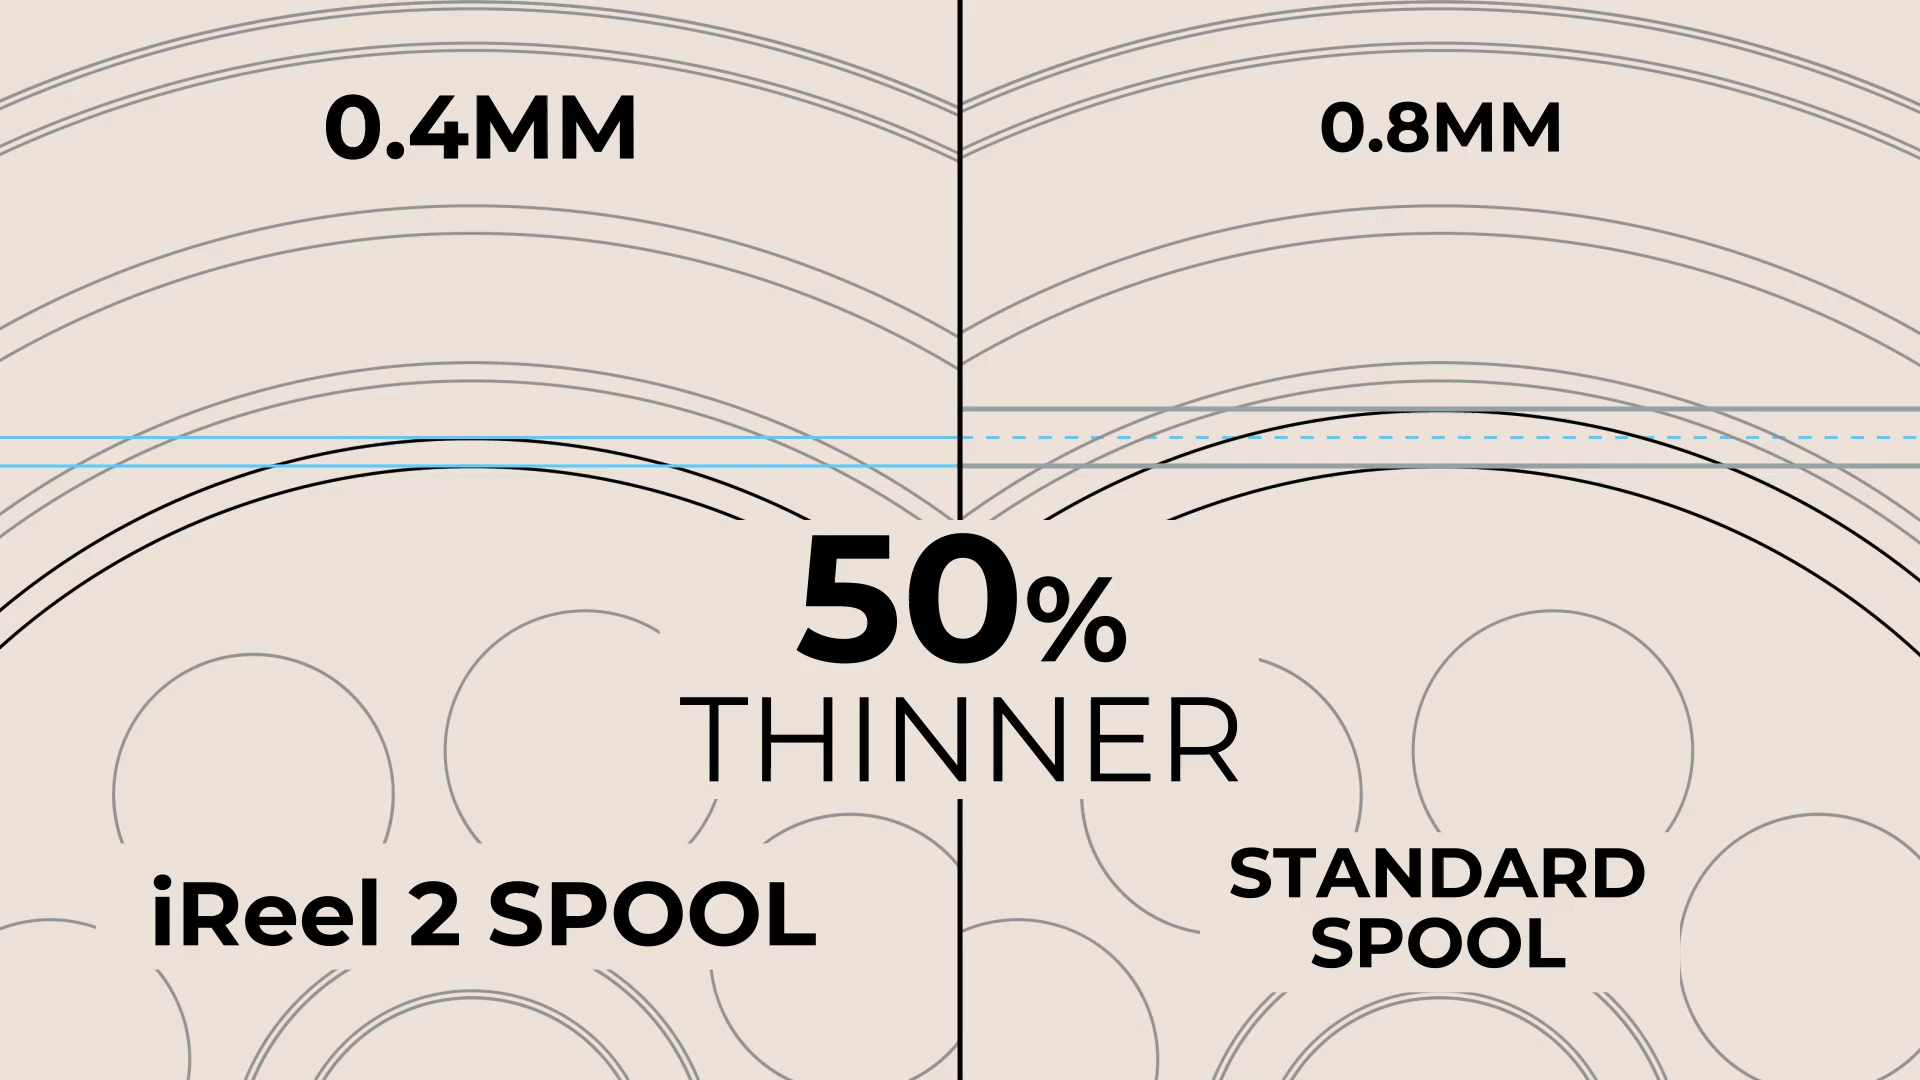 0.4MM
0.8MM
50%
THINNER
iReel 2 SPOOL
STANDARD
SPOOL